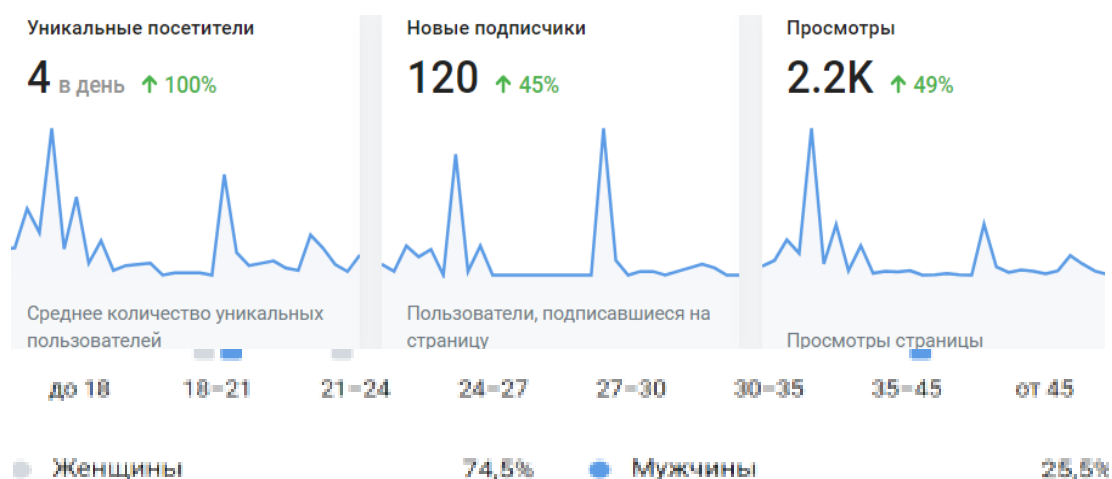 Уникальные посетители
4 в день ↑ 100%
Среднее количество уникальных
пользователей
Новые подписчики
120 ↑ 45%
Пользователи, подписавшиеся на
страницу
Просмотры
2.2K ↑ 49%
Просмотры страницы
до 18 18-21 21-24 24-27 27-30 30-35 35-45 от 45
Женщины 74,5% Мужчины 25,5%